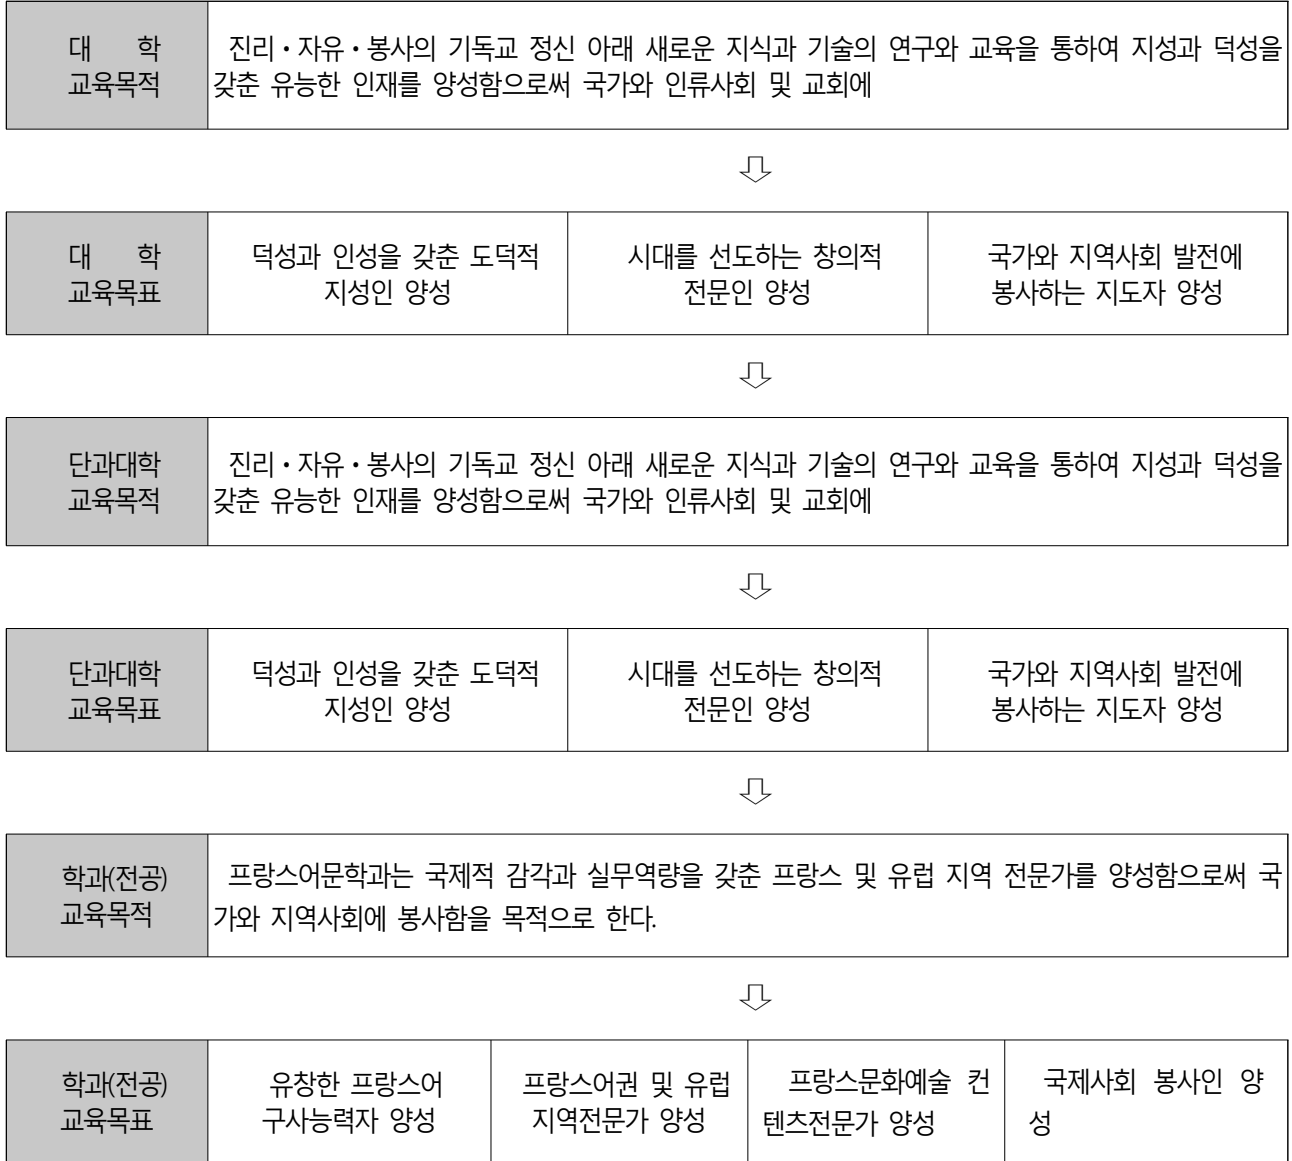 대 학
교육목적
진리・자유・봉사의 기독교 정신 아래 새로운 지식과 기술의 연구와 교육을 통하여 지성과 덕성을
갖춘 유능한 인재를 양성함으로써 국가와 인류사회 및 교회에
대 학
교육목표
덕성과 인성을 갖춘 도덕적
지성인 양성
시대를 선도하는 창의적
전문인 양성
국가와 지역사회 발전에
봉사하는 지도자 양성
단과대학
교육목적
진리・자유・봉사의 기독교 정신 아래 새로운 지식과 기술의 연구와 교육을 통하여 지성과 덕성을
갖춘 유능한 인재를 양성함으로써 국가와 인류사회 및 교회에
단과대학
교육목표
덕성과 인성을 갖춘 도덕적
지성인 양성
시대를 선도하는 창의적
전문인 양성
국가와 지역사회 발전에
봉사하는 지도자 양성
학과(전공)
교육목적
프랑스어문학과는 국제적 감각과 실무역량을 갖춘 프랑스 및 유럽 지역 전문가를 양성함으로써 국
가와 지역사회에 봉사함을 목적으로 한다.
학과(전공)
교육목표
유창한 프랑스어
구사능력자 양성
프랑스어권 및 유럽
지역전문가 양성
프랑스문화예술 컨
텐츠전문가 양성
국제사회 봉사인 양
성